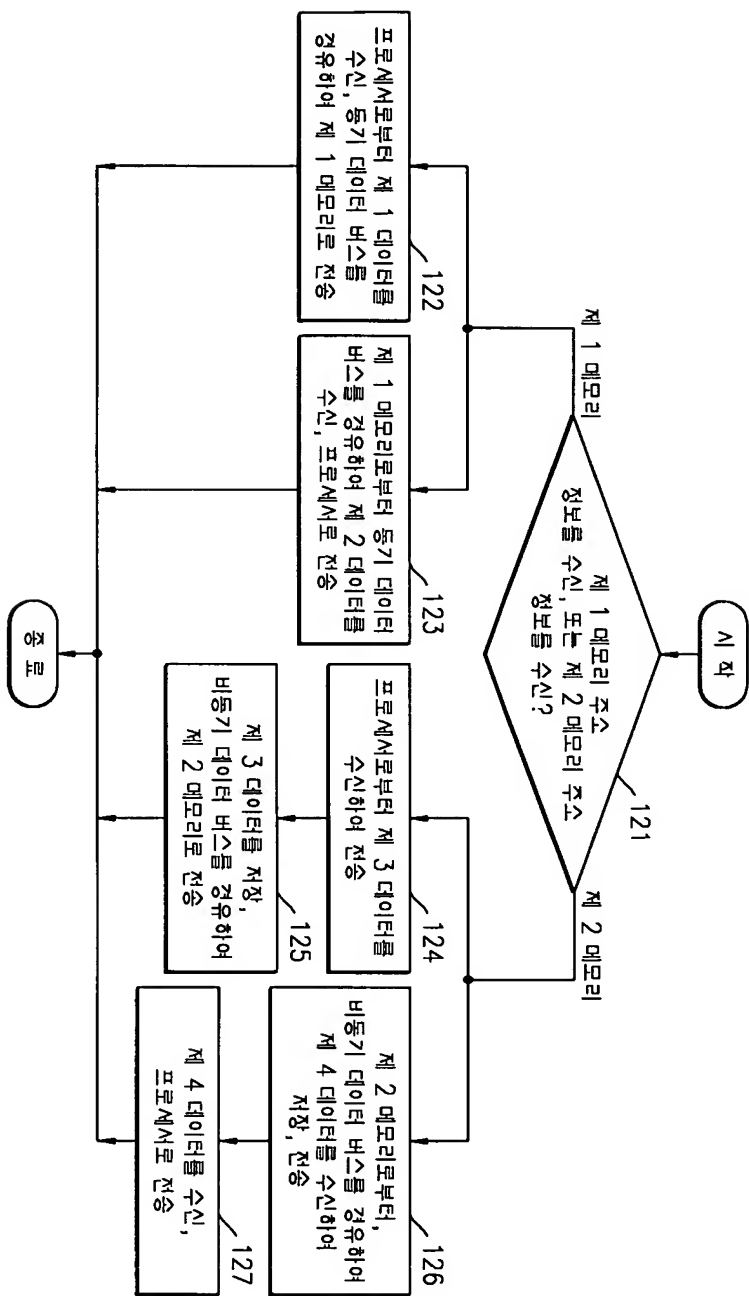 시 작
제 1 메모리 주소
정보를 수신, 또는 제 2 메모리 주소
정보를 수신?
121
제 1 메모리
제 2 메모리
프로세서로부터 제 1 데이터를
수신, 동기 데이터 버스를
경유하여 제 1 메모리로 전송
122
제 1 메모리로부터 동기 데이터
버스를 경유하여 제 2 데이터를
수신, 프로세서로 전송
123
프로세서로부터 제 3 데이터를
수신하여 전송
124
제 3 데이터를 저장,
비동기 데이터 버스를 경유하여
제 2 메모리로 전송
125
제 2 메모리로부터,
비동기 데이터 버스를 경유하여
제 4 데이터를 수신하여
저장, 전송
126
제 4 데이터를 수신,
프로세서로 전송
127
종 료